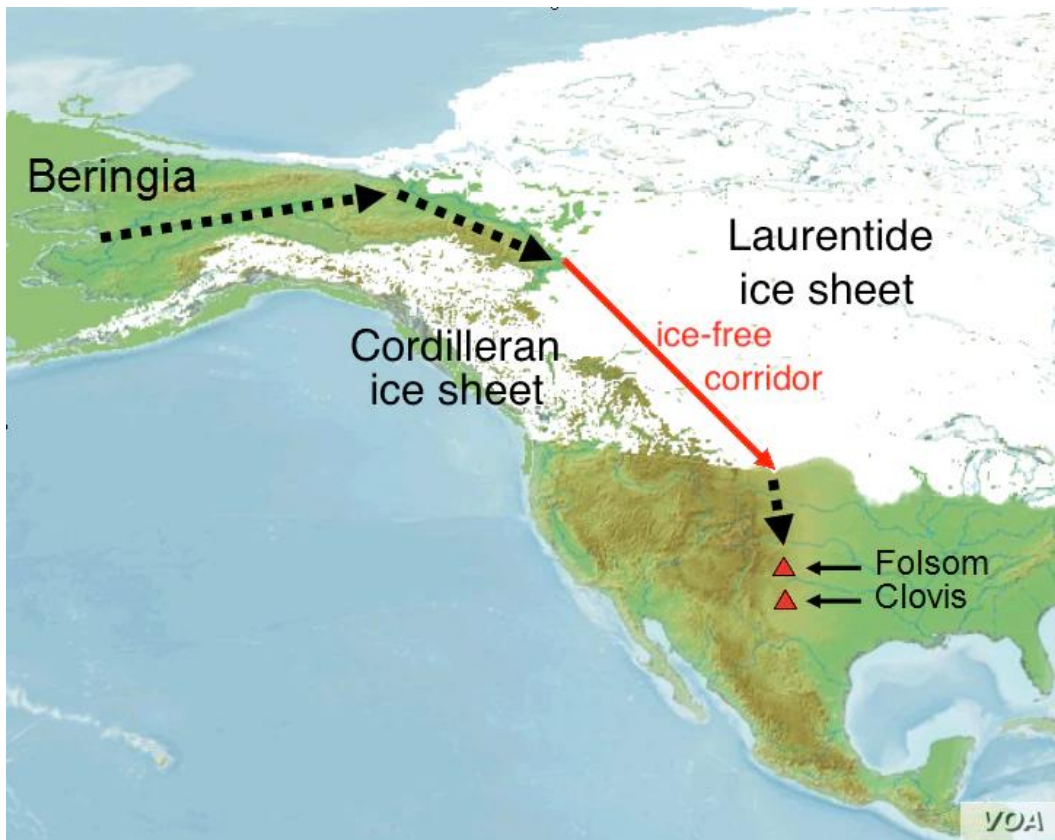 Beringia
Laurentide
ice sheet
ice-free
corridor
Cordilleran
ice sheet
Folsom
Clovis
VOA